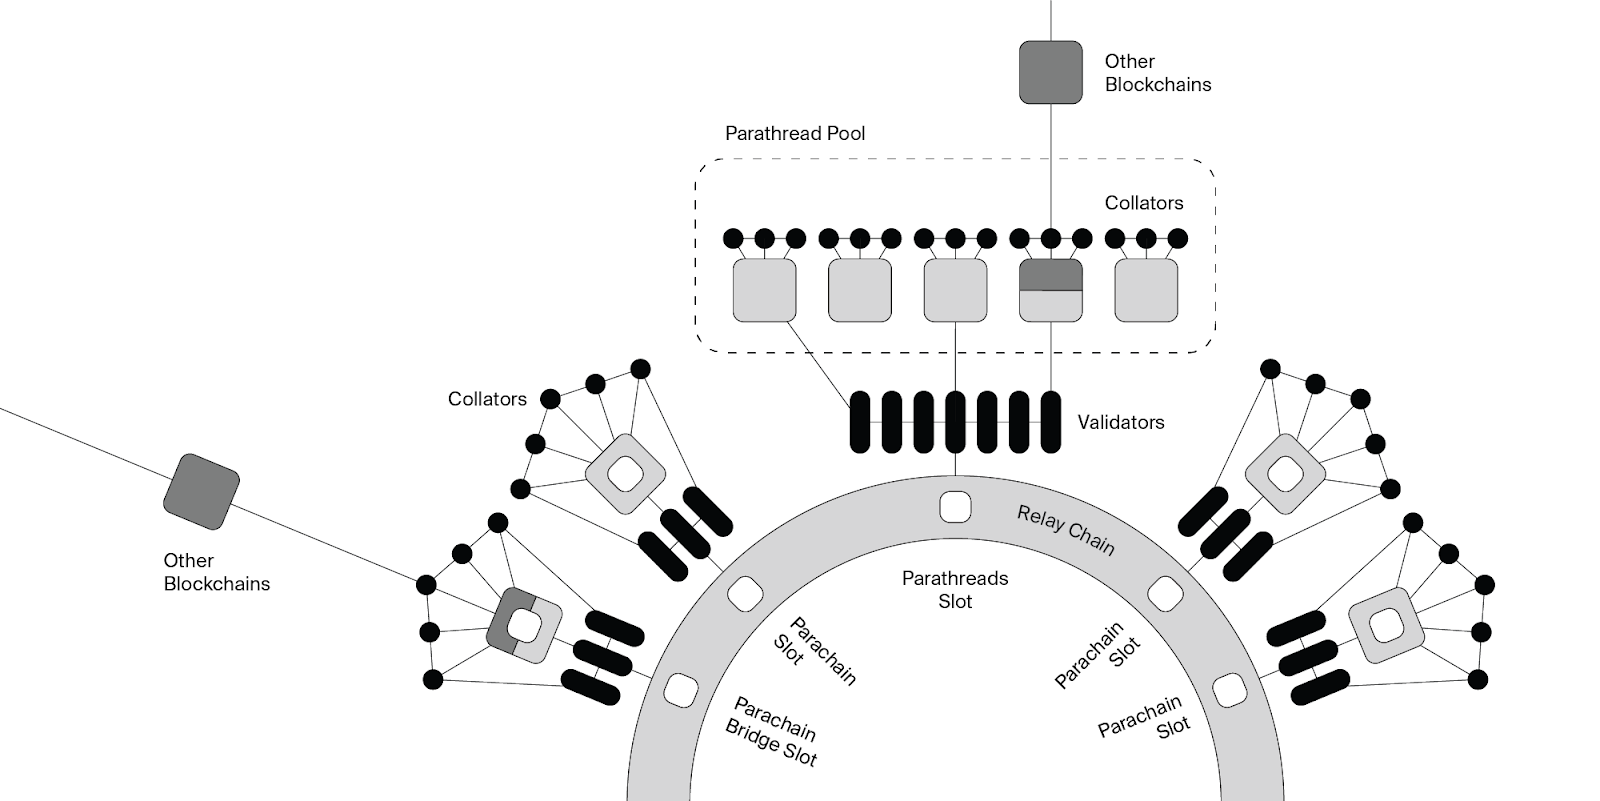 Other
Blockchains
Parathread Pool
Collators
Collators
Validators
Relay Chain
Other
Blockchains
Parathreads
Slot
Parachain
Slot
Parachain
Slot
Parachain
Bridge Slot
Parachain
Slot